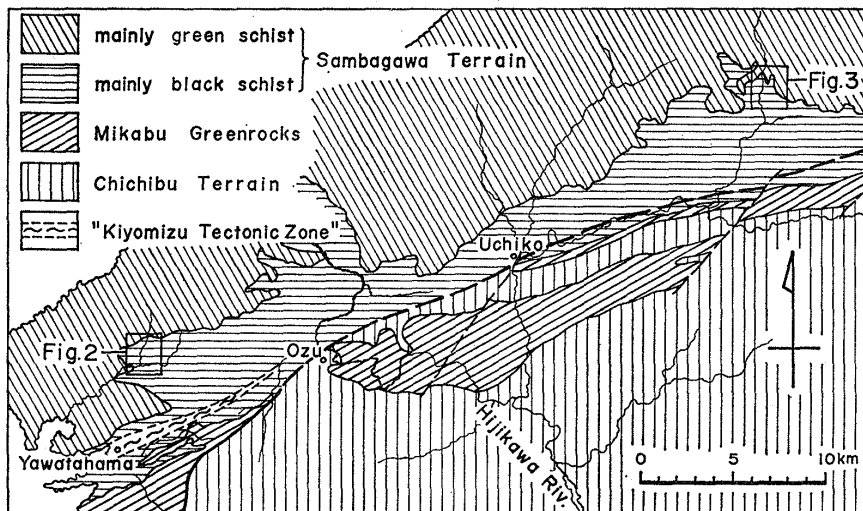 mainly green schist
mainly black schist
Sambagawa Terrain
Mikabu Greenrocks
Chichibu Terrain
"Kiyomizu Tectonic Zone"
Fig.3
Uchiko
Ozu
Fig.2
Yawatahama
Hijikawa Riv.
0 5 10km